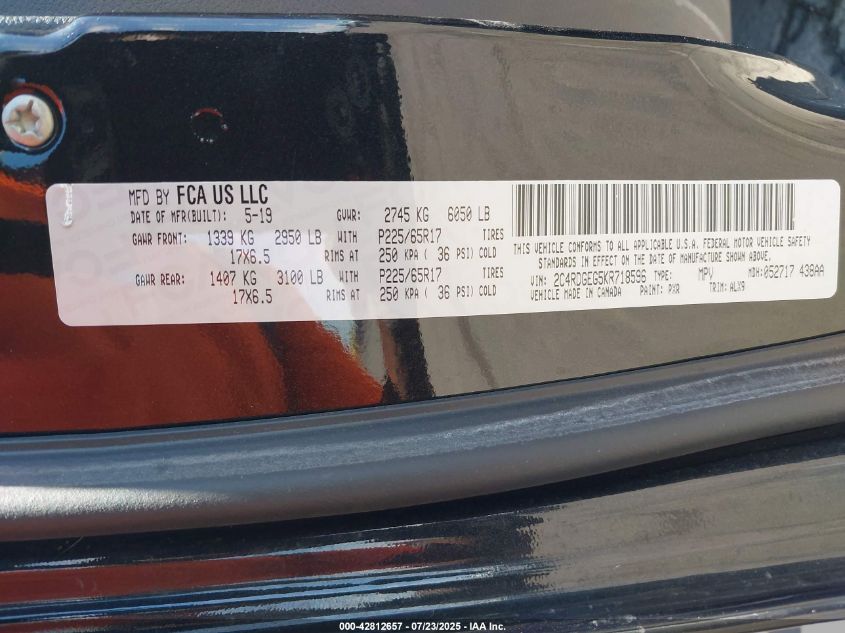 MFD BY FCA US LLC
DATE OF MFR(BUILT): 5-19 GVWR: 2745 KG 6050 LB
GAWR FRONT: 1339 KG 2950 LB WITH P225/65R17 TIRES
17X6.5 RIMS AT 250 KPA ( 36 PSI) COLD
GAWR REAR: 1407 KG 3100 LB WITH P225/65R17 TIRES
17X6.5 RIMS AT 250 KPA ( 36 PSI) COLD
THIS VEHICLE CONFORMS TO ALL APPLICABLE U.S.A. FEDERAL MOTOR VEHICLE SAFETY
STANDARDS IN EFFECT ON THE DATE OF MANUFACTURE SHOWN ABOVE.
VIN: 2C4RDGEG5KR718596 TYPE: MPV MDH: 052717 438AA
VEHICLE MADE IN CANADA PAINT: PXR TRIM: ALX9
000-42812657 - 07/23/2025 - IAA Inc.